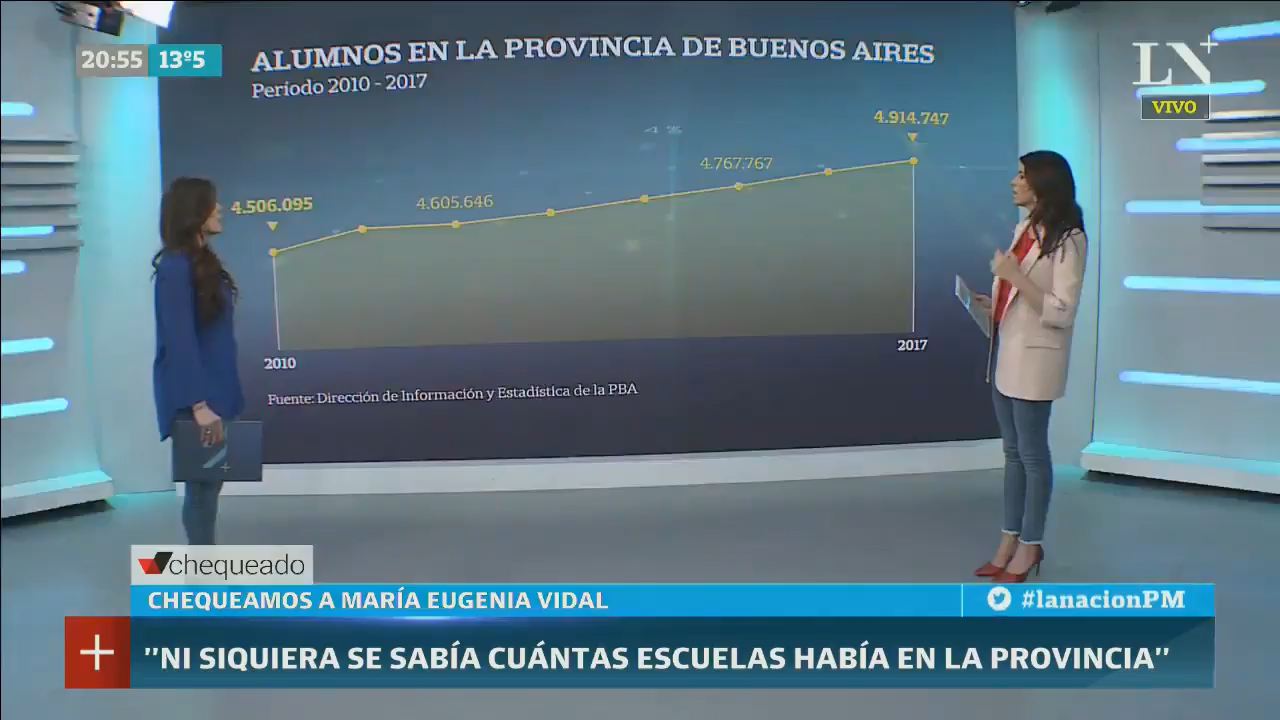 20:55 13°5
ALUMNOS EN LA PROVINCIA DE BUENOS AIRES
Periodo 2010 - 2017
LN+
VIVO
4.914.747
4.767.767
4.605.646
4.506.095
2010
2017
Fuente: Dirección de Información y Estadística de la PBA
chequeado
CHEQUEAMOS A MARÍA EUGENIA VIDAL
#lanacionPM
"NI SIQUIERA SE SABÍA CUÁNTAS ESCUELAS HABÍA EN LA PROVINCIA"